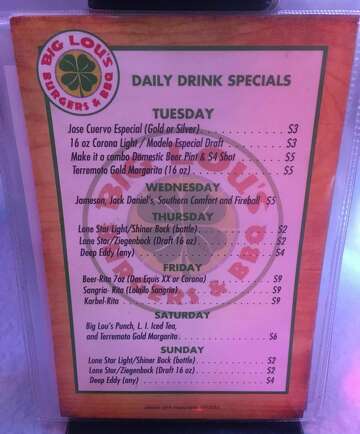 BIG LOU'S
BURGERS & BBQ
DAILY DRINK SPECIALS
TUESDAY
Jose Cuervo Especial (Gold or Silver) . . . . . . . . . . . . . $3
16 oz Corona Light / Modelo Especial Draft . . . . . . . . $3
Make it a combo Domestic Beer Pint & $4 Shot . . . . . $5
Terremoto Gold Margarita (16 oz) . . . . . . . . . . . . . . $5
WEDNESDAY
Jameson, Jack Daniel's, Southern Comfort and Fireball . $5
THURSDAY
Lone Star Light/Shiner Bock (bottle) . . . . . . . . . . . . $2
Lone Star/Ziegenbock (Draft 16 oz) . . . . . . . . . . . . $2
Deep Eddy (any) . . . . . . . . . . . . . . . . . . . . . . . $4
FRIDAY
Beer-Rita 7oz (Dos Equis XX or Corona) . . . . . . . . . $9
Sangria- Rita (Lolailo Sangria) . . . . . . . . . . . . . . . $9
Karbel-Rita . . . . . . . . . . . . . . . . . . . . . . . . . . $9
SATURDAY
Big Lou's Punch, L. I. Iced Tea,
and Terremoto Gold Margarita . . . . . . . . . . . . . . $6
SUNDAY
Lone Star Light/Shiner Bock (bottle) . . . . . . . . . . . $2
Lone Star/Ziegenbock (Draft 16 oz) . . . . . . . . . . . $2
Deep Eddy (any) . . . . . . . . . . . . . . . . . . . . . . $4
BIG LOU'S
BURGERS & BBQ